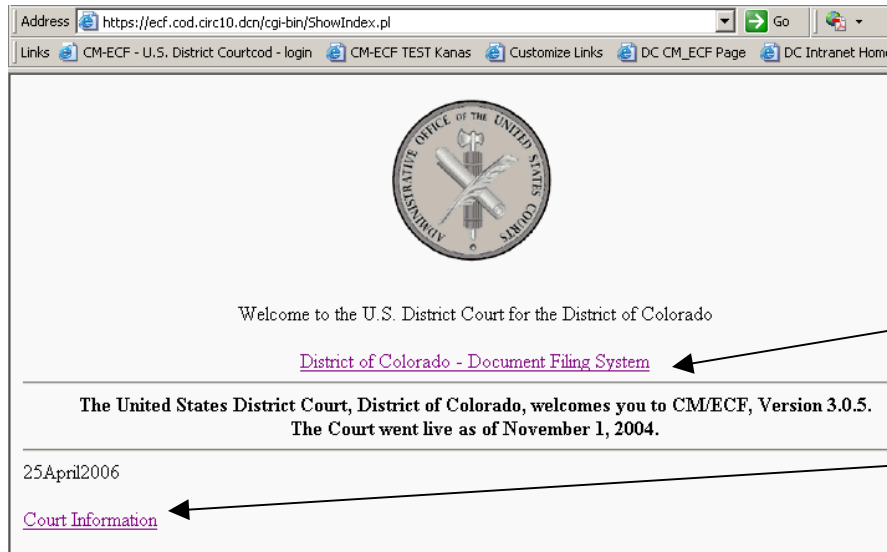 Address https://ecf.cod.circ10.dcn/cgi-bin/ShowIndex.pl Go
Links CM-ECF - U.S. District Courtcod - login CM-ECF TEST Kanas Customize Links DC CM_ECF Page DC Intranet Home
ADMINISTRATIVE OFFICE OF THE UNITED STATES COURTS
Welcome to the U.S. District Court for the District of Colorado
District of Colorado - Document Filing System
The United States District Court, District of Colorado, welcomes you to CM/ECF, Version 3.0.5.
The Court went live as of November 1, 2004.
25April2006
Court Information